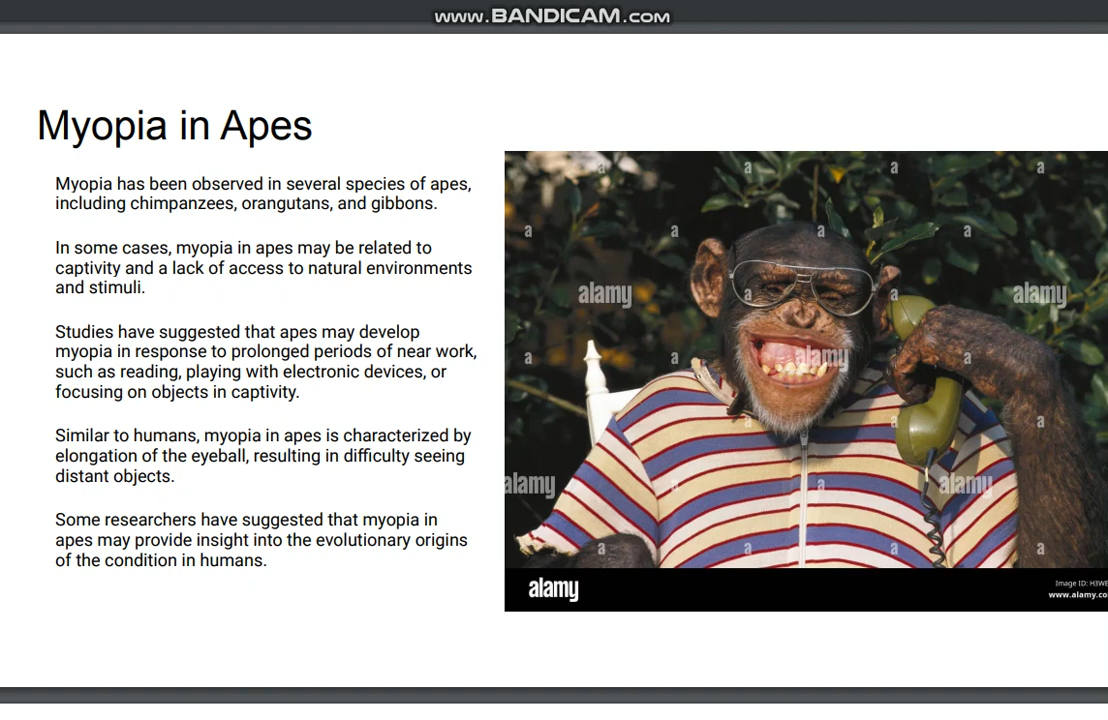 www.BANDICAM.com
Myopia in Apes
Myopia has been observed in several species of apes,
including chimpanzees, orangutans, and gibbons.
In some cases, myopia in apes may be related to
captivity and a lack of access to natural environments
and stimuli.
Studies have suggested that apes may develop
myopia in response to prolonged periods of near work,
such as reading, playing with electronic devices, or
focusing on objects in captivity.
Similar to humans, myopia in apes is characterized by
elongation of the eyeball, resulting in difficulty seeing
distant objects.
Some researchers have suggested that myopia in
apes may provide insight into the evolutionary origins
of the condition in humans.
a a a
a a a
alamy a alamy
a a alamy a
a a a
alamy a a alamy
a a a
alamy
Image ID: H3WE
www.alamy.co